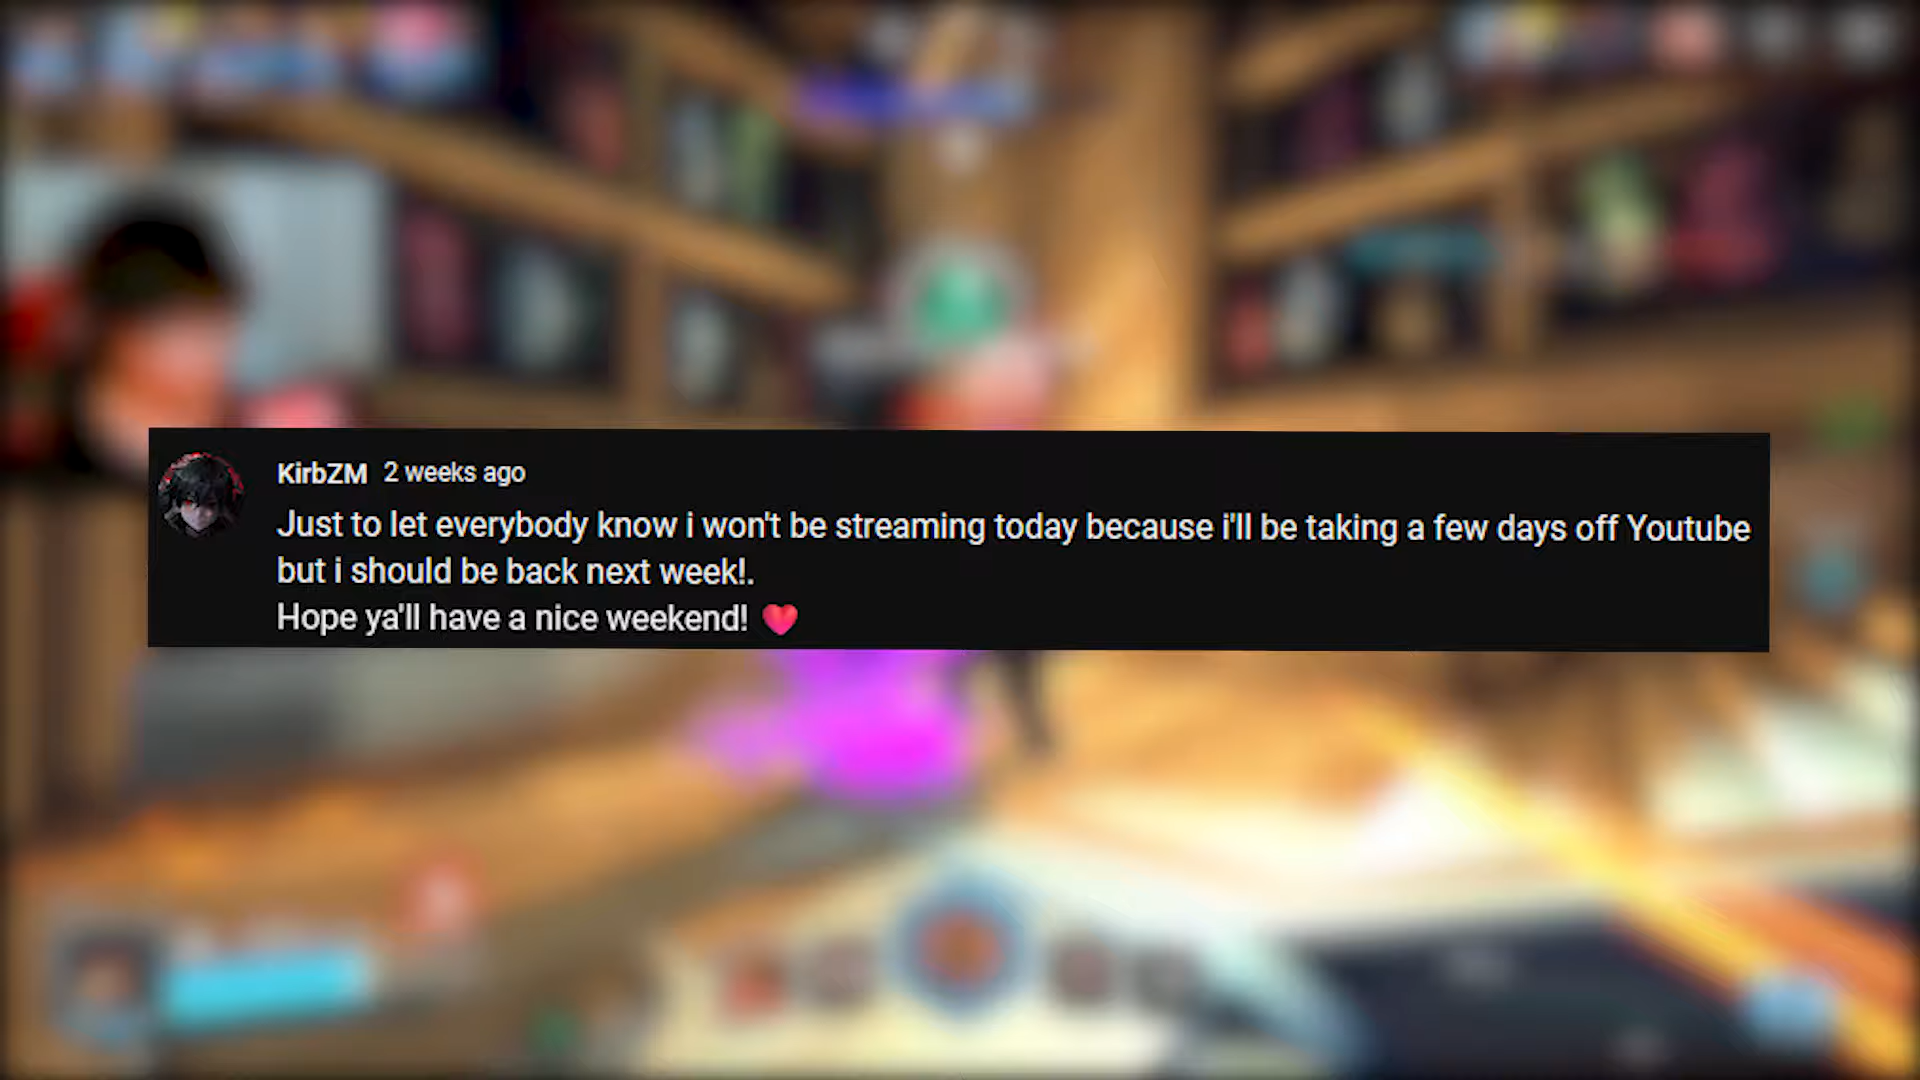 KirbZM 2 weeks ago
Just to let everybody know i won't be streaming today because i'll be taking a few days off Youtube
but i should be back next week!.
Hope ya'll have a nice weekend! ❤️